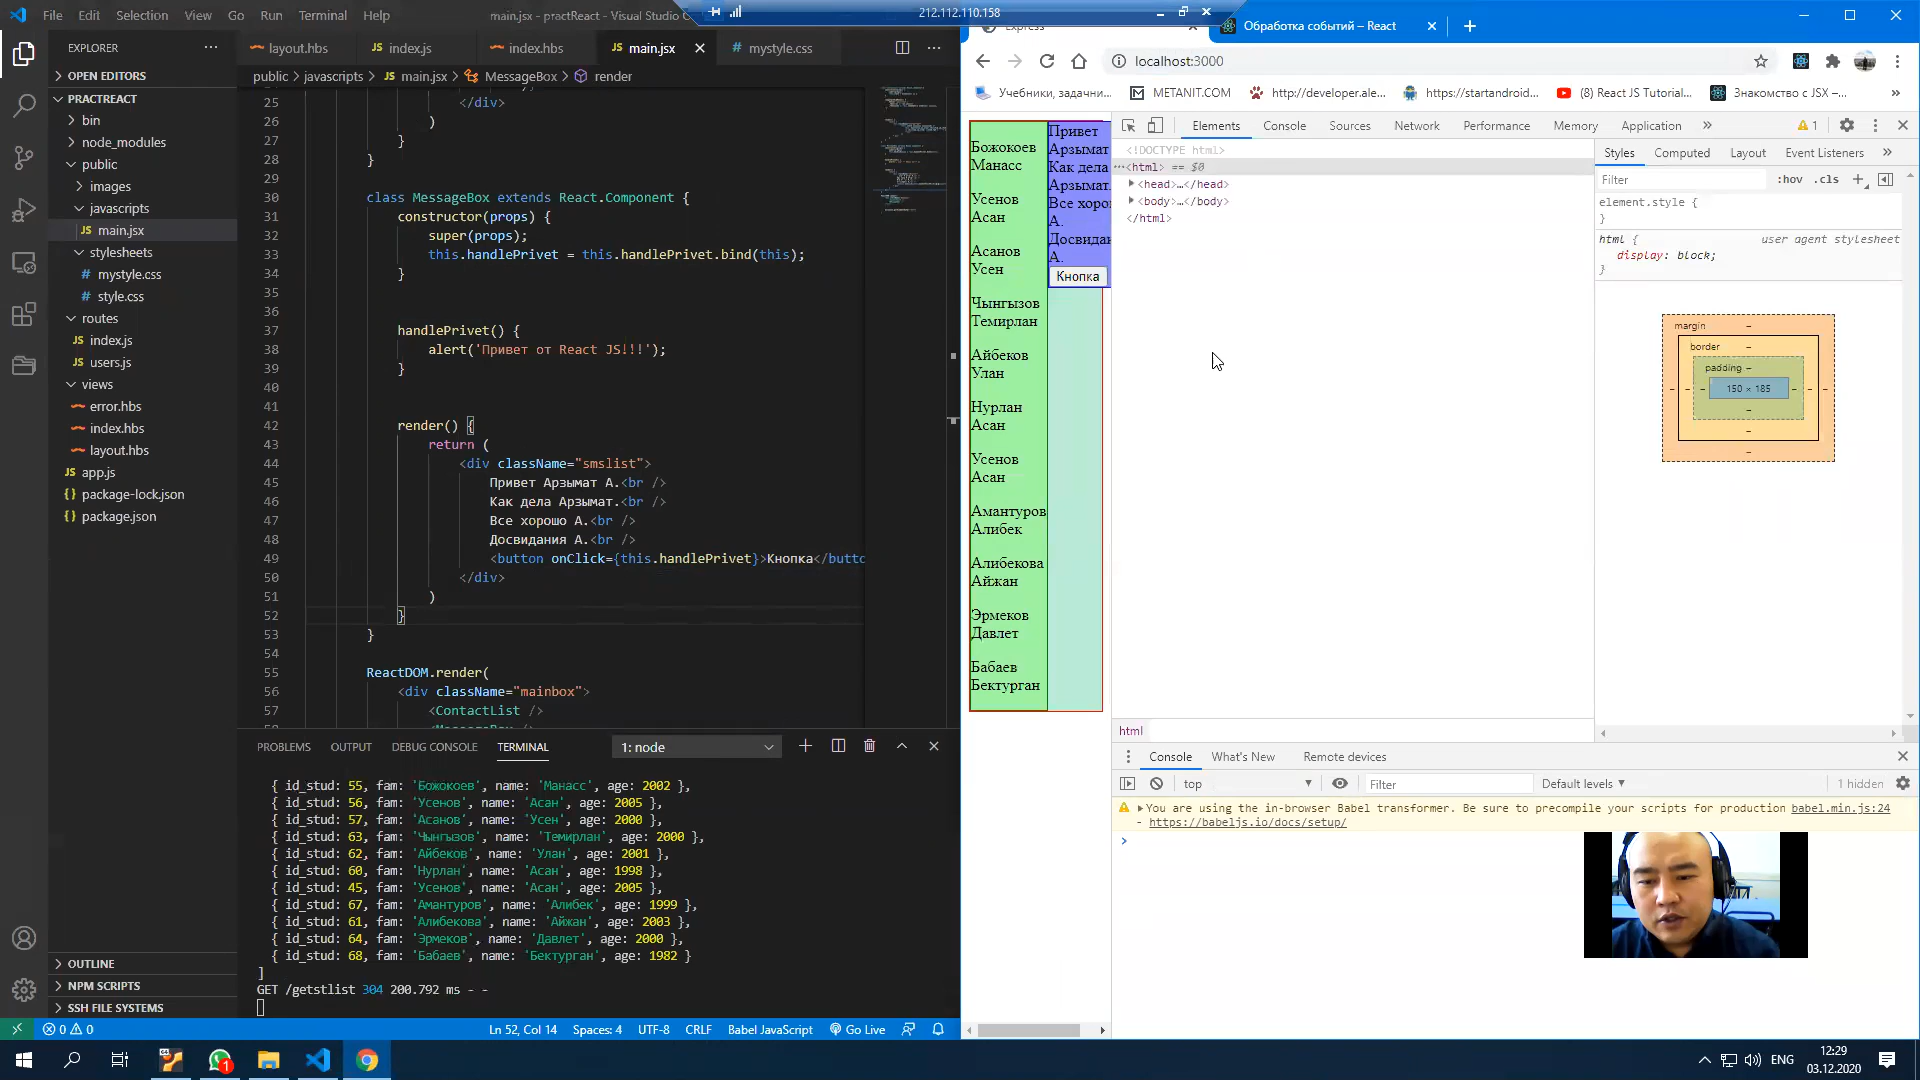 File Edit Selection View Go Run Terminal Help
main.jsx - practReact - Visual Studio C
212.112.110.158
Express
Обработка событий – React
EXPLORER
layout.hbs
index.js
index.hbs
main.jsx
mystyle.css
localhost:3000
OPEN EDITORS
public > javascripts > main.jsx > MessageBox > render
Учебники, задачни...
METANIT.COM
http://developer.ale...
https://startandroid...
(8) React JS Tutorial...
Знакомство с JSX –...
PRACTREACT
bin
node_modules
public
images
javascripts
main.jsx
stylesheets
mystyle.css
style.css
routes
index.js
users.js
views
error.hbs
index.hbs
layout.hbs
app.js
package-lock.json
package.json
OUTLINE
NPM SCRIPTS
SSH FILE SYSTEMS
25 </div>
26 )
27 }
28 }
29
30 class MessageBox extends React.Component {
31 constructor(props) {
32 super(props);
33 this.handlePrivet = this.handlePrivet.bind(this);
34 }
35
36
37 handlePrivet() {
38 alert('Привет от React JS!!!');
39 }
40
41
42 render() {
43 return (
44 <div className="smslist">
45 Привет Арзымат А.<br />
46 Как дела Арзымат.<br />
47 Все хорошо А.<br />
48 Досвидания А.<br />
49 <button onClick={this.handlePrivet}>Кнопка</butto
50 </div>
51 )
52 }
53 }
54
55 ReactDOM.render(
56 <div className="mainbox">
57 <ContactList />
PROBLEMS OUTPUT DEBUG CONSOLE TERMINAL
1: node
{ id_stud: 55, fam: 'Божокоев', name: 'Манасс', age: 2002 },
{ id_stud: 56, fam: 'Усенов', name: 'Асан', age: 2005 },
{ id_stud: 57, fam: 'Асанов', name: 'Усен', age: 2000 },
{ id_stud: 63, fam: 'Чынгызов', name: 'Темирлан', age: 2000 },
{ id_stud: 62, fam: 'Айбеков', name: 'Улан', age: 2001 },
{ id_stud: 60, fam: 'Нурлан', name: 'Асан', age: 1998 },
{ id_stud: 45, fam: 'Усенов', name: 'Асан', age: 2005 },
{ id_stud: 67, fam: 'Амантуров', name: 'Алибек', age: 1999 },
{ id_stud: 61, fam: 'Алибекова', name: 'Айжан', age: 2003 },
{ id_stud: 64, fam: 'Эрмеков', name: 'Давлет', age: 2000 },
{ id_stud: 68, fam: 'Бабаев', name: 'Бектурган', age: 1982 }
]
GET /getstlist 304 200.792 ms - -
0 0
Ln 52, Col 14
Spaces: 4
UTF-8
CRLF
Babel JavaScript
Go Live
Божокоев
Манасс
Усенов
Асан
Асанов
Усен
Чынгызов
Темирлан
Айбеков
Улан
Нурлан
Асан
Усенов
Асан
Амантуров
Алибек
Алибекова
Айжан
Эрмеков
Давлет
Бабаев
Бектурган
Привет
Арзымат
Как дела
Арзымат.
Все хоро
А.
Досвидан
А.
Кнопка
Elements Console Sources Network Performance Memory Application
1
<!DOCTYPE html>
<html> == $0
<head>…</head>
<body>…</body>
</html>
html
Styles Computed Layout Event Listeners
Filter
:hov .cls
element.style {
}
html { user agent stylesheet
display: block;
}
margin –
border –
padding –
150 × 185
Console What's New Remote devices
top
Filter
Default levels
1 hidden
You are using the in-browser Babel transformer. Be sure to precompile your scripts for production babel.min.js:24
- https://babeljs.io/docs/setup/
1
ENG
12:29
03.12.2020